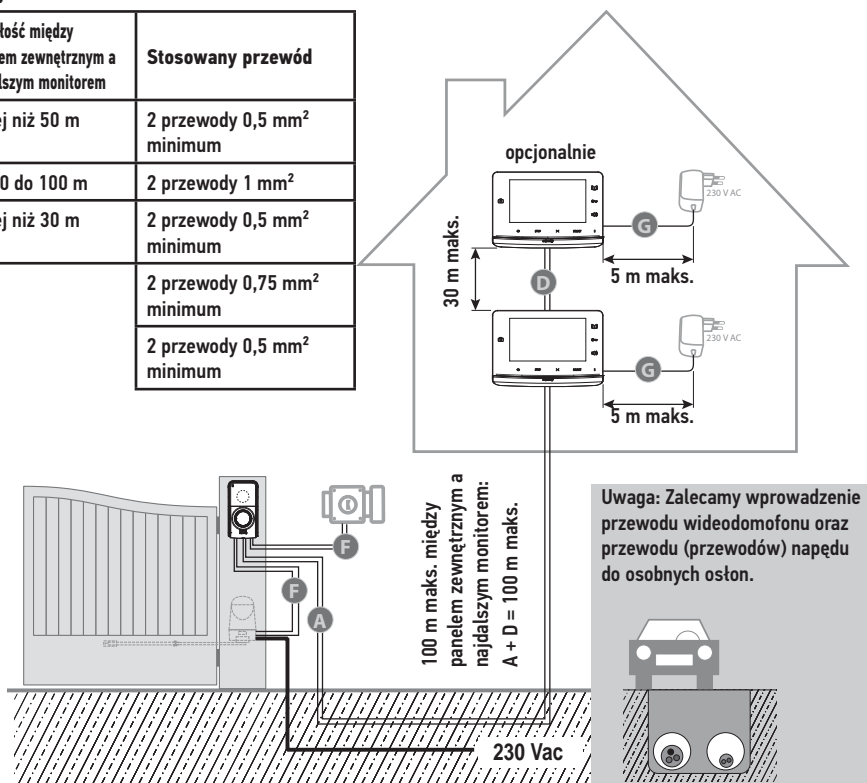 łość między
em zewnętrznym a
lszym monitorem
Stosowany przewód
ej niż 50 m
2 przewody 0,5 mm²
minimum
0 do 100 m
2 przewody 1 mm²
ej niż 30 m
2 przewody 0,5 mm²
minimum
2 przewody 0,75 mm²
minimum
2 przewody 0,5 mm²
minimum
opcjonalnie
230 V AC
G
5 m maks.
30 m maks.
D
230 V AC
G
5 m maks.
F
F
A
100 m maks. między
panelem zewnętrznym a
najdalszym monitorem:
A + D = 100 m maks.
230 Vac
Uwaga: Zalecamy wprowadzenie
przewodu wideodomofonu oraz
przewodu (przewodów) napędu
do osobnych osłon.